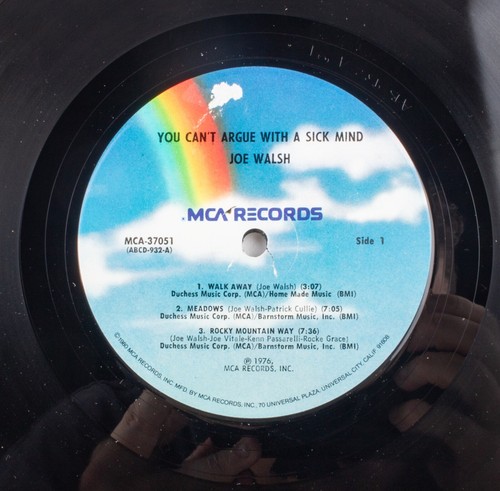 YOU CAN'T ARGUE WITH A SICK MIND
JOE WALSH
MCA RECORDS
MCA-37051
(ABCD-932-A)
Side 1
1. WALK AWAY (Joe Walsh) (3:07)
Duchess Music Corp. (MCA)/Home Made Music (BMI)
2. MEADOWS (Joe Walsh-Patrick Cullie) (7:05)
Duchess Music Corp. (MCA)/Barnstorm Music, Inc. (BMI)
3. ROCKY MOUNTAIN WAY (7:36)
(Joe Walsh-Joe Vitale-Kenn Passarelli-Rocke Grace)
Duchess Music Corp. (MCA)/Barnstorm Music, Inc. (BMI)
℗ 1976,
MCA RECORDS, INC.
©1980 MCA RECORDS, INC. MFD. BY MCA RECORDS, INC., 70 UNIVERSAL PLAZA, UNIVERSAL CITY, CALIF. 91608